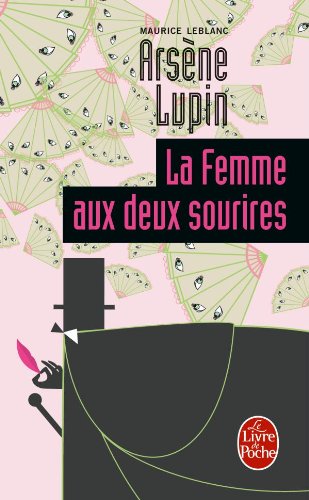 MAURICE LEBLANC
Arsène
Lupin
La Femme
aux deux sourires
Le
Livre
de
Poche